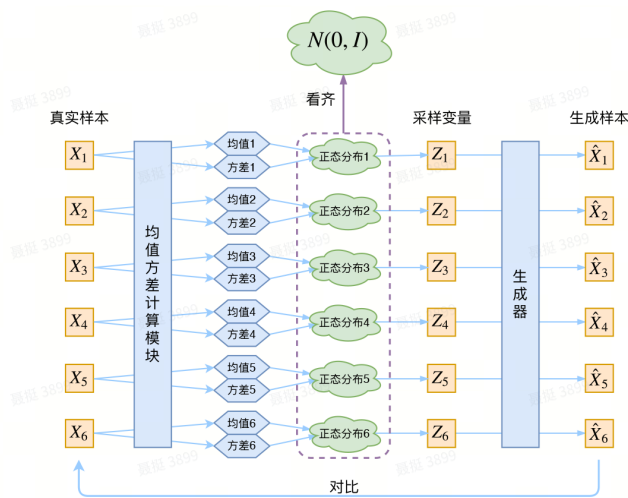 N(0, I)
看齐
真实样本
采样变量
生成样本
X₁
均值1
方差1
正态分布1
Z₁
X̂₁
X₂
均值2
方差2
正态分布2
Z₂
X̂₂
X₃
均值3
方差3
正态分布3
Z₃
X̂₃
X₄
均值4
方差4
正态分布4
Z₄
X̂₄
X₅
均值5
方差5
正态分布5
Z₅
X̂₅
X₆
均值6
方差6
正态分布6
Z₆
X̂₆
均值方差计算模块
生成器
对比
聂挺 3899